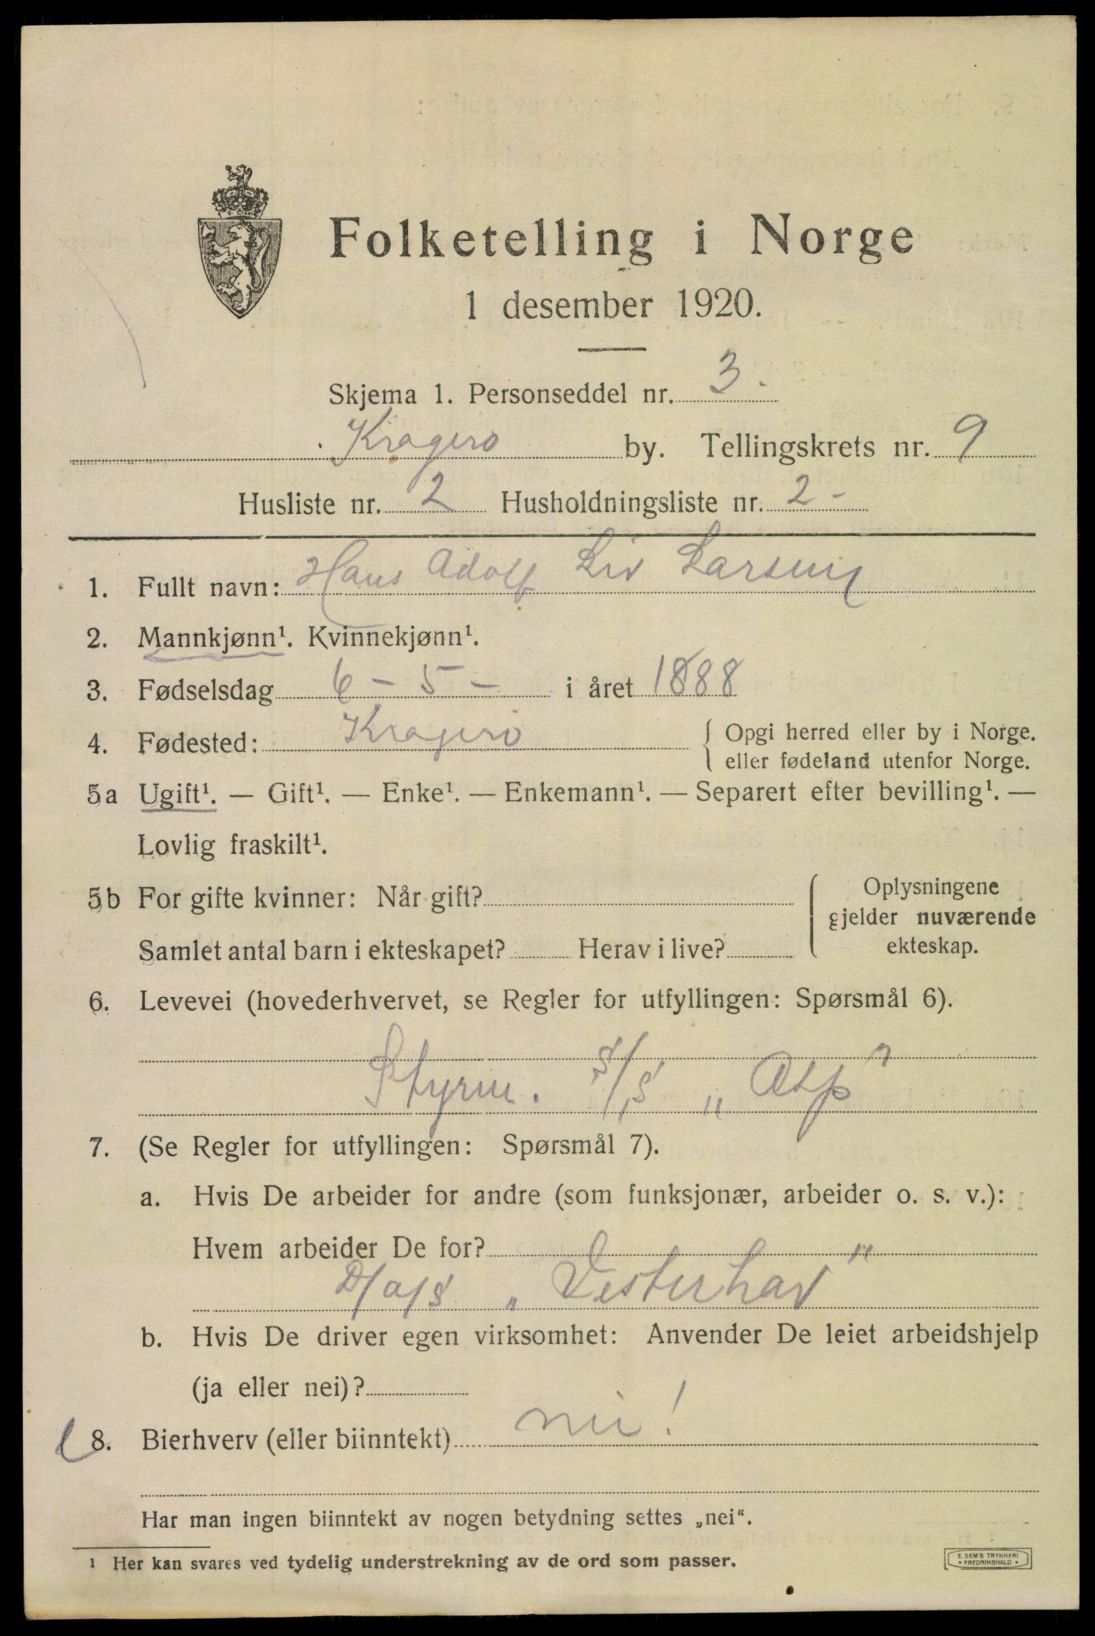 Folketelling i Norge
1 desember 1920.
Skjema 1. Personseddel nr. 3.
Kragerø by. Tellingskrets nr. 9
Husliste nr. 2 Husholdningsliste nr. 2 -
1. Fullt navn: Hans Adolf Liv Larsen
2. Mannkjønn¹. Kvinnekjønn¹.
3. Fødselsdag 6 - 5 - i året 1888
4. Fødested: Kragerø { Opgi herred eller by i Norge.
eller fødeland utenfor Norge.
5a Ugift¹. — Gift¹. — Enke¹. — Enkemann¹. — Separert efter bevilling¹. —
Lovlig fraskilt¹.
5b For gifte kvinner: Når gift? { Oplysningene
gjelder nuværende
Samlet antal barn i ekteskapet? Herav i live? ekteskap.
6. Levevei (hovederhvervet, se Regler for utfyllingen: Spørsmål 6).
Styrm. S/S „
7. (Se Regler for utfyllingen: Spørsmål 7).
a. Hvis De arbeider for andre (som funksjonær, arbeider o. s. v.):
Hvem arbeider De for?
D/a/S „Vesterhav"
b. Hvis De driver egen virksomhet: Anvender De leiet arbeidshjelp
(ja eller nei)?
8. Bierhverv (eller biinntekt) nei!
Har man ingen biinntekt av nogen betydning settes „nei“.
1 Her kan svares ved tydelig understrekning av de ord som passer.
E. SEM'S TRYKKERI
FREDRIKSHALD